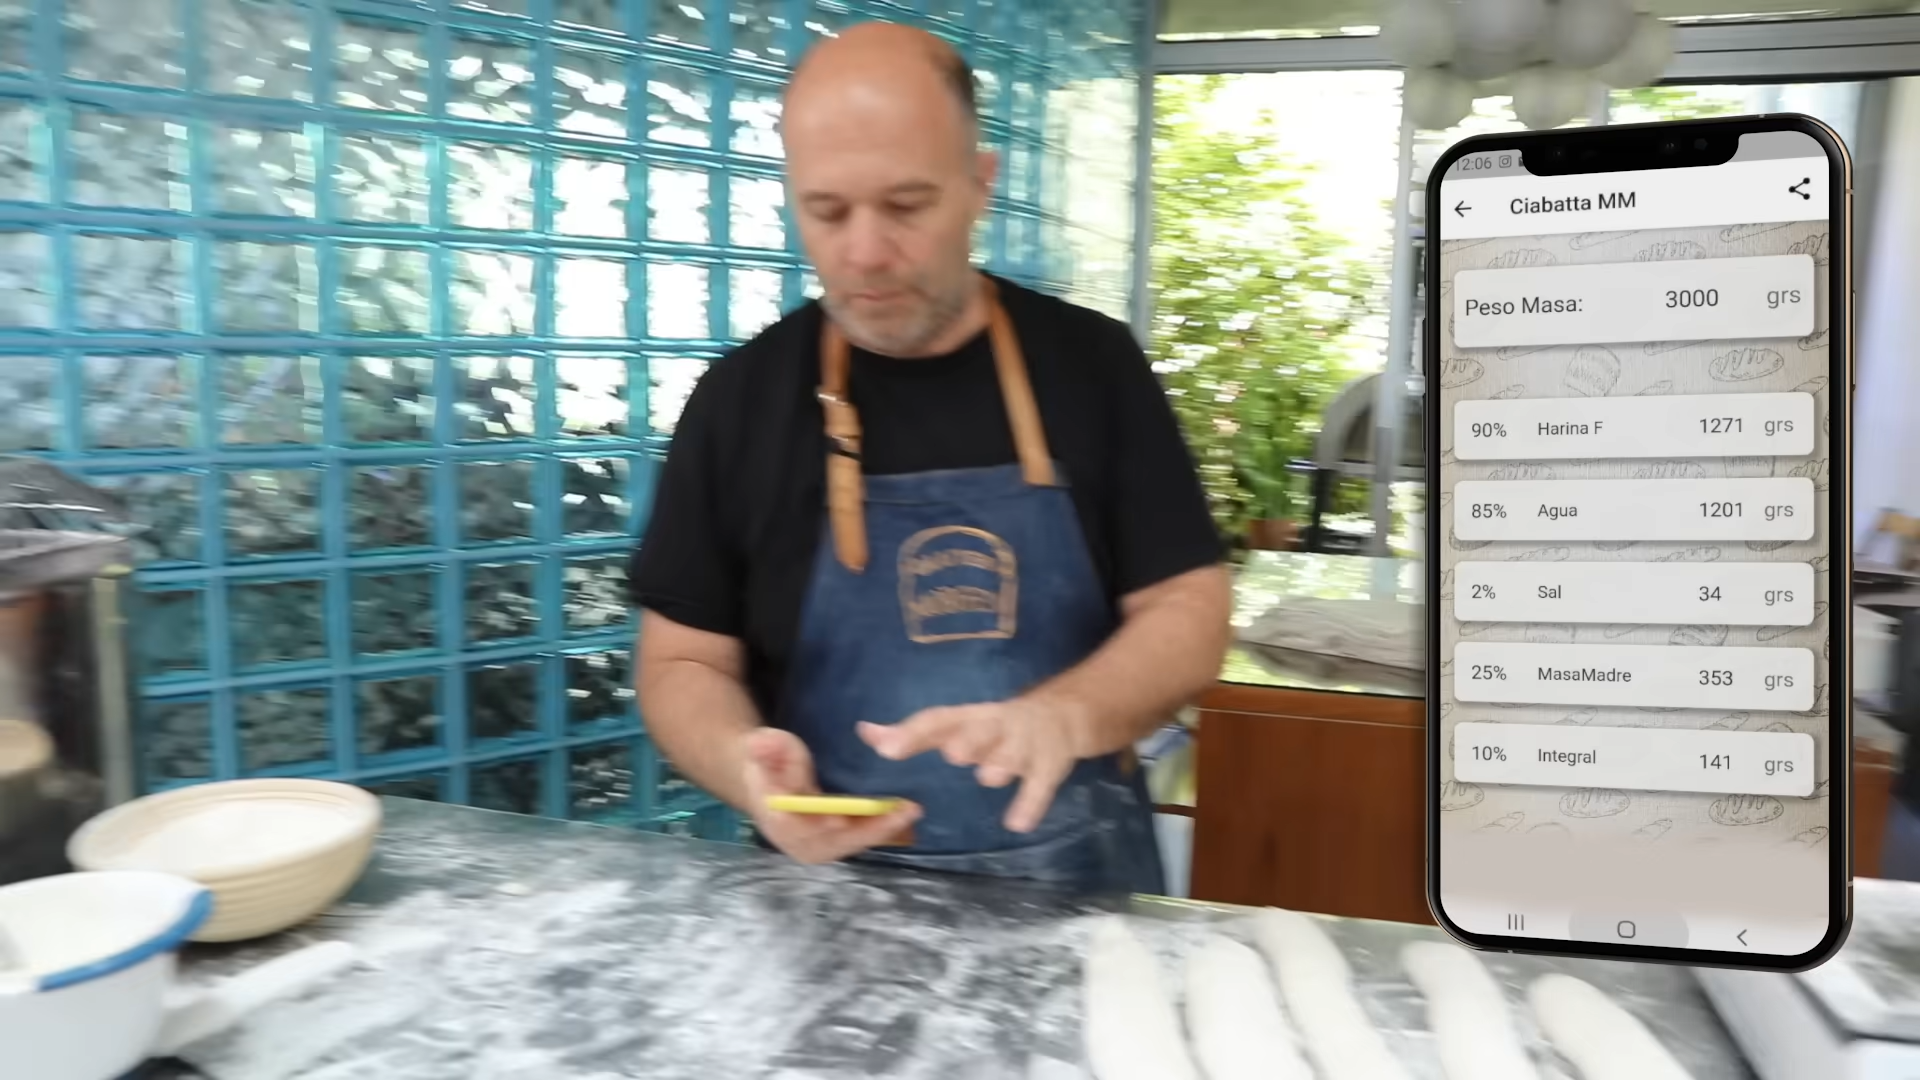 12:06
Ciabatta MM
Peso Masa: 3000 grs
90% Harina F 1271 grs
85% Agua 1201 grs
2% Sal 34 grs
25% MasaMadre 353 grs
10% Integral 141 grs